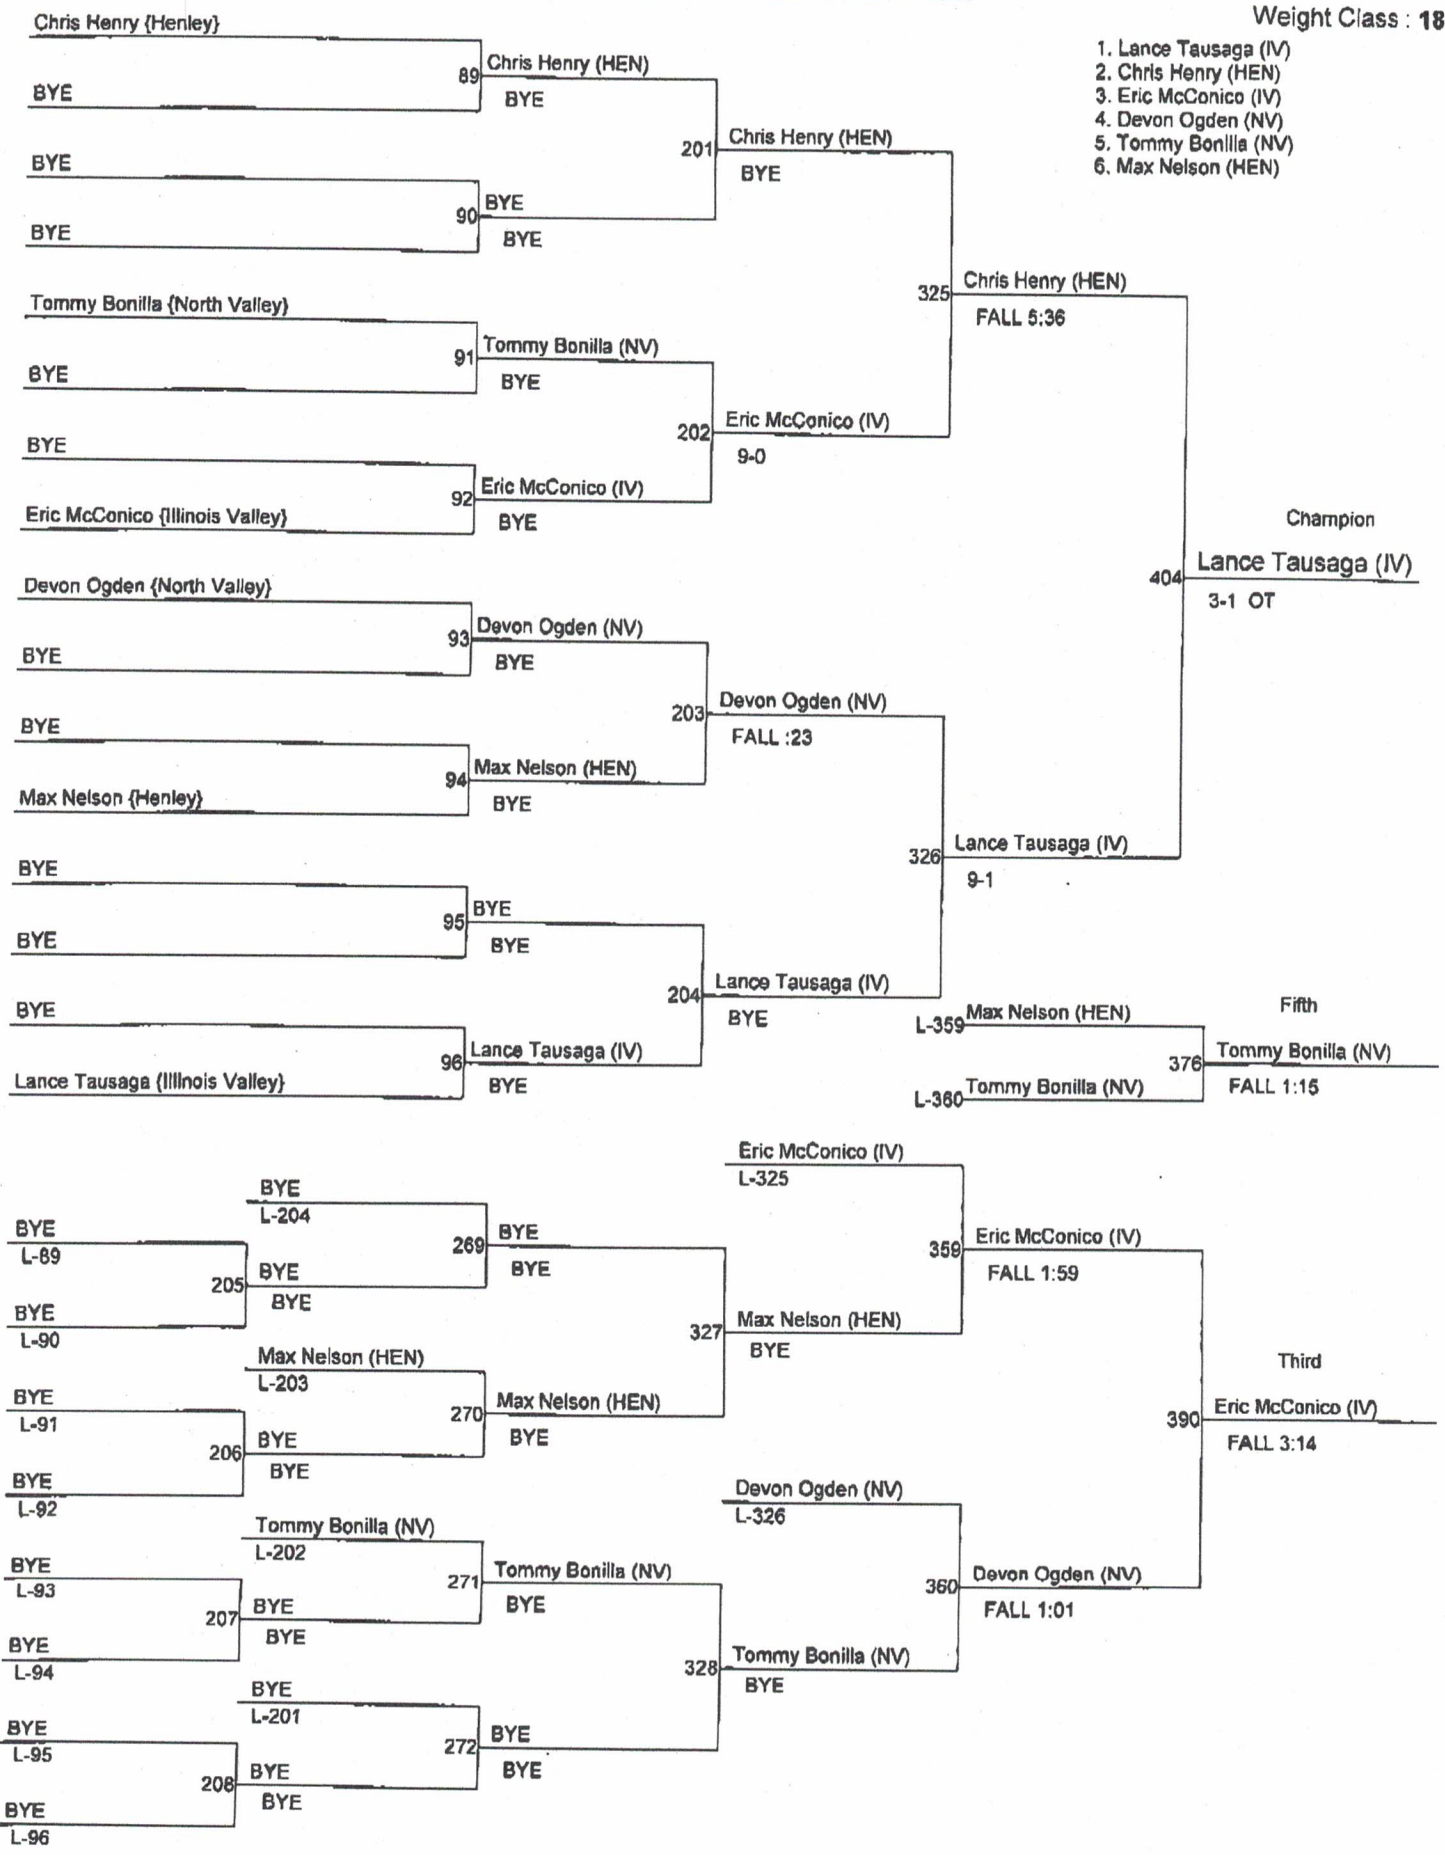 Weight Class : 18
1. Lance Tausaga (IV)
2. Chris Henry (HEN)
3. Eric McConico (IV)
4. Devon Ogden (NV)
5. Tommy Bonilla (NV)
6. Max Nelson (HEN)
Chris Henry {Henley}
89
Chris Henry (HEN)
BYE
BYE
201
Chris Henry (HEN)
BYE
BYE
90
BYE
BYE
BYE
325
Chris Henry (HEN)
FALL 5:36
Tommy Bonilla {North Valley}
91
Tommy Bonilla (NV)
BYE
BYE
202
Eric McConico (IV)
9-0
BYE
92
Eric McConico (IV)
BYE
Eric McConico {Illinois Valley}
Champion
404
Lance Tausaga (IV)
3-1 OT
Devon Ogden {North Valley}
93
Devon Ogden (NV)
BYE
BYE
203
Devon Ogden (NV)
FALL :23
BYE
94
Max Nelson (HEN)
BYE
Max Nelson {Henley}
326
Lance Tausaga (IV)
9-1
BYE
95
BYE
BYE
BYE
204
Lance Tausaga (IV)
BYE
BYE
96
Lance Tausaga (IV)
BYE
Lance Tausaga {Illinois Valley}
Fifth
L-359
Max Nelson (HEN)
376
Tommy Bonilla (NV)
FALL 1:15
L-360
Tommy Bonilla (NV)
Eric McConico (IV)
L-325
BYE
L-204
BYE
L-89
269
BYE
BYE
359
Eric McConico (IV)
FALL 1:59
205
BYE
BYE
BYE
L-90
327
Max Nelson (HEN)
BYE
Max Nelson (HEN)
L-203
Third
BYE
L-91
270
Max Nelson (HEN)
BYE
390
Eric McConico (IV)
FALL 3:14
206
BYE
BYE
BYE
L-92
Devon Ogden (NV)
L-326
Tommy Bonilla (NV)
L-202
BYE
L-93
271
Tommy Bonilla (NV)
BYE
360
Devon Ogden (NV)
FALL 1:01
207
BYE
BYE
BYE
L-94
328
Tommy Bonilla (NV)
BYE
BYE
L-201
BYE
L-95
272
BYE
BYE
208
BYE
BYE
BYE
L-96